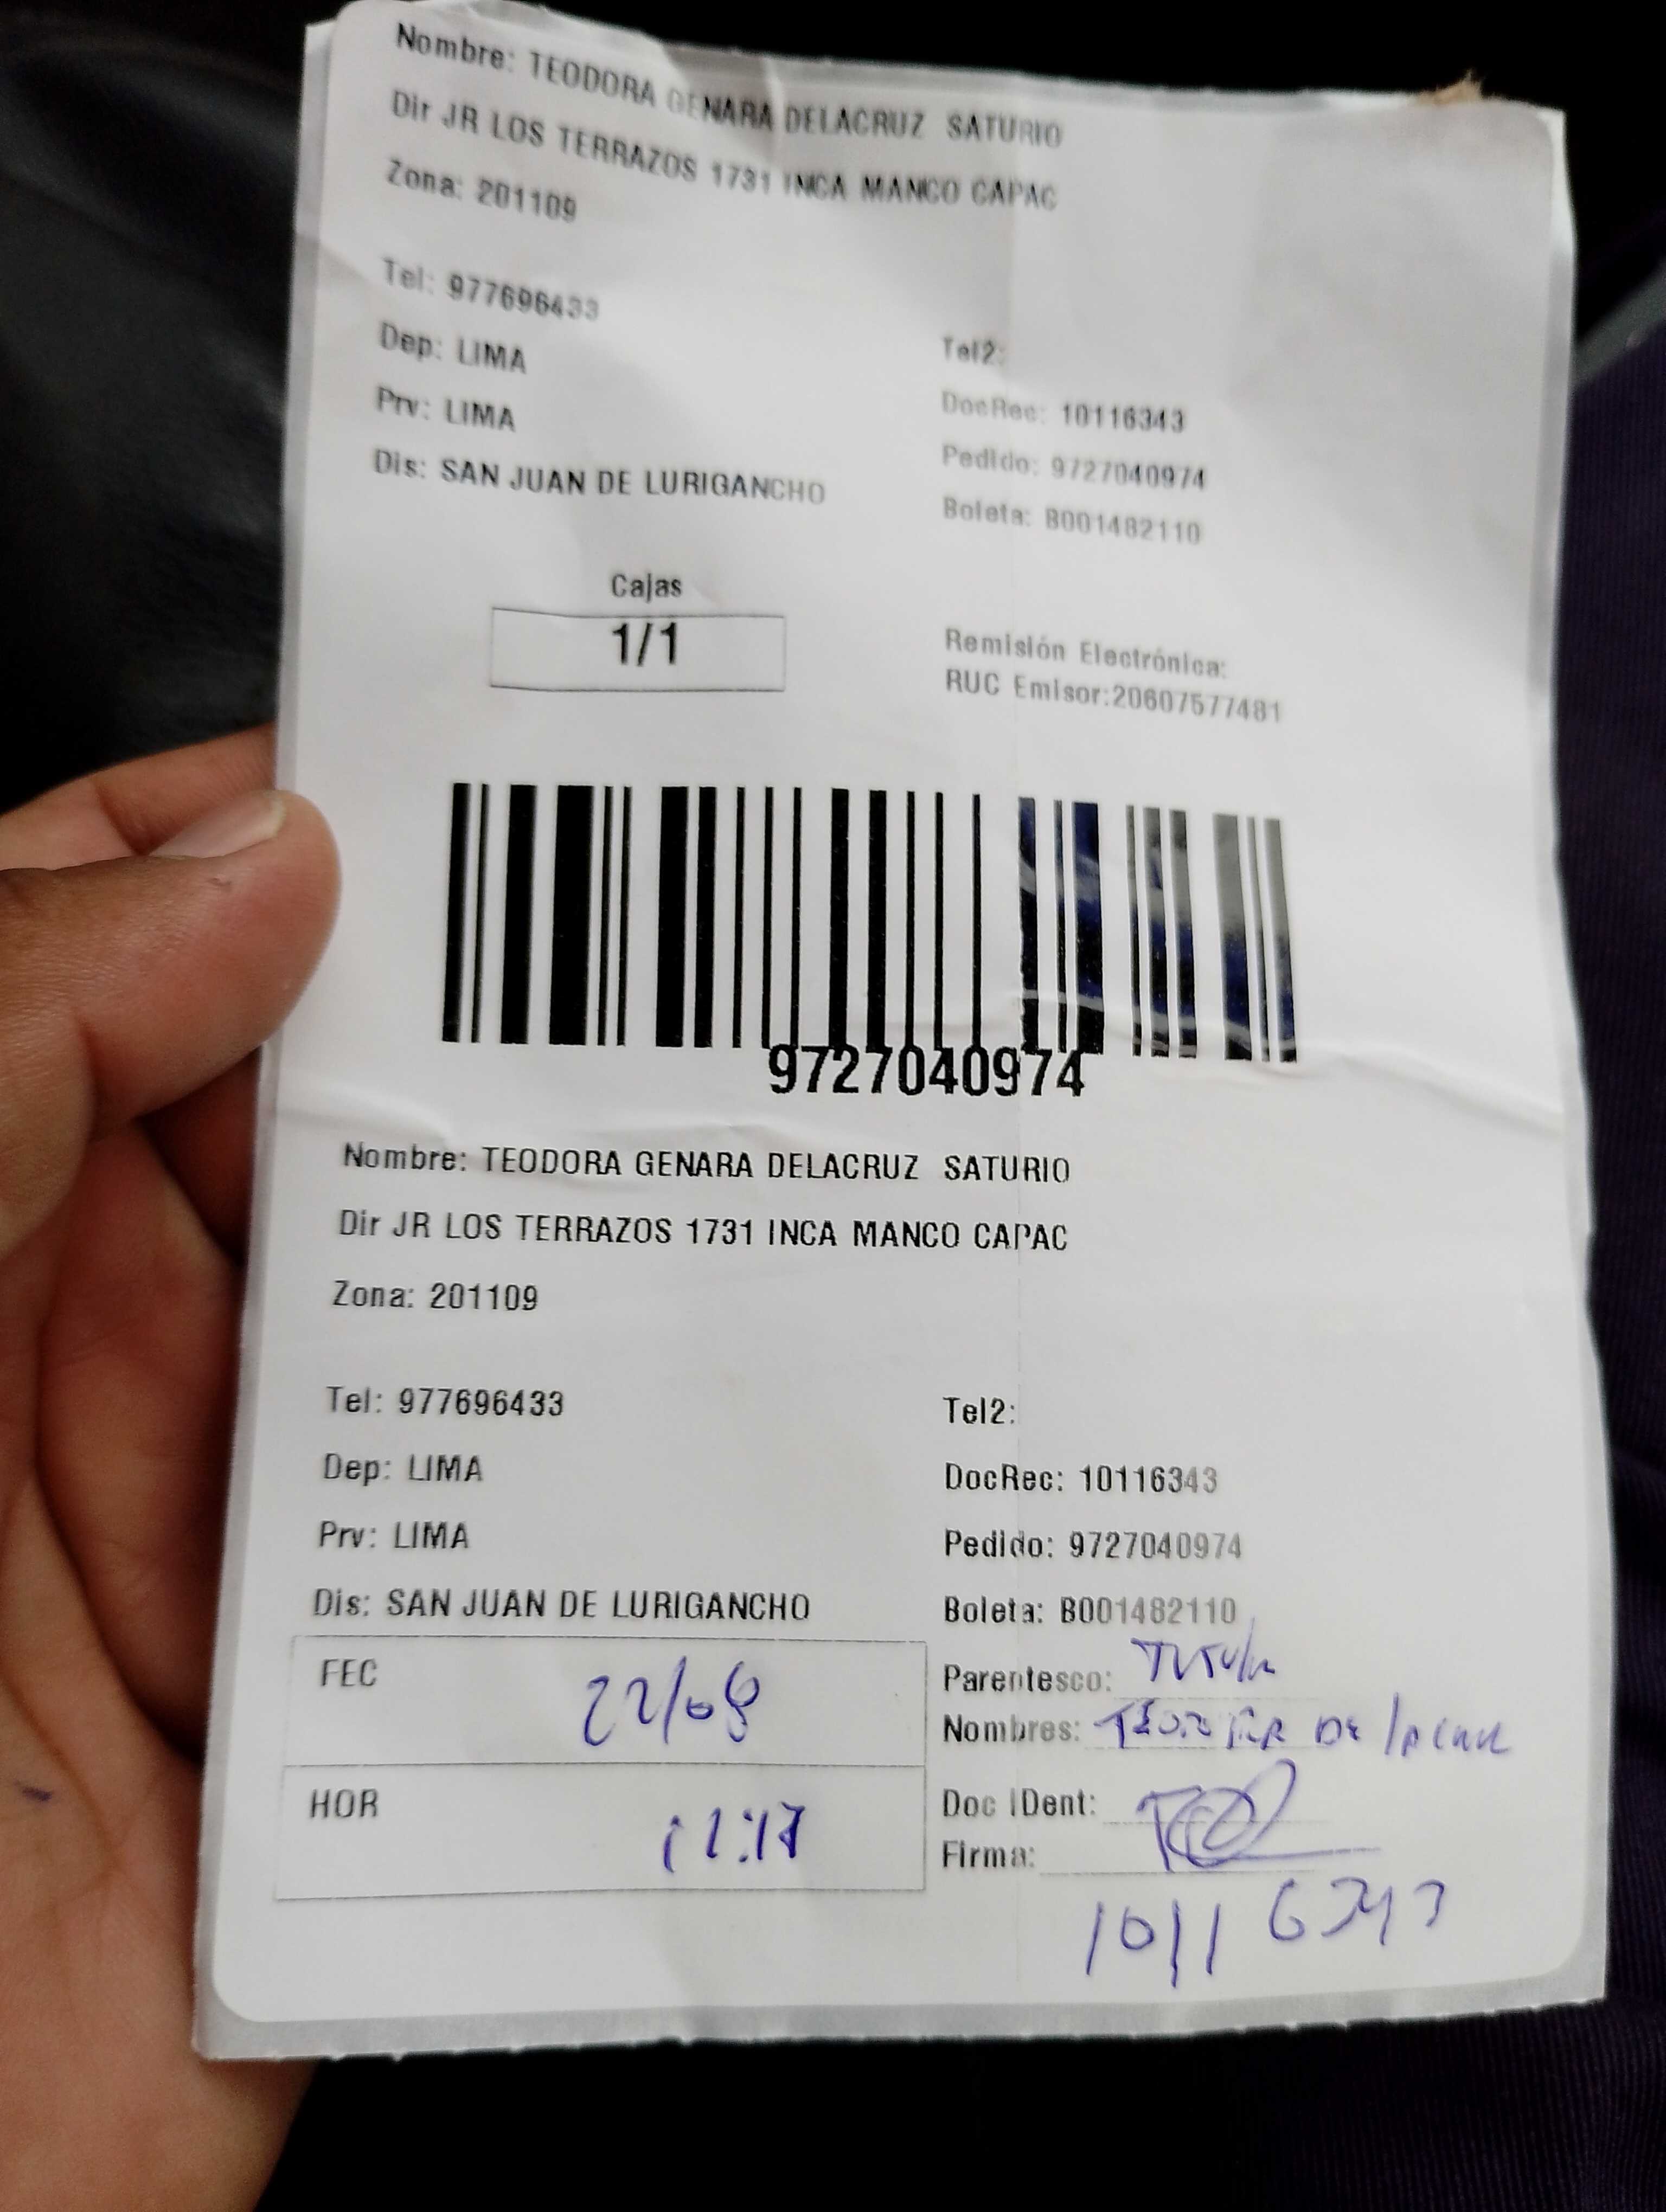 Nombre: TEODORA GENARA DELACRUZ SATURIO
Dir JR LOS TERRAZOS 1731 INCA MANCO CAPAC
Zona: 201109
Tel: 977696433
Tel2:
Dep: LIMA
DocRec: 10116343
Prv: LIMA
Pedido: 9727040974
Dis: SAN JUAN DE LURIGANCHO
Boleta: B001482110
Cajas
1/1
Remisión Electrónica:
RUC Emisor:20607577481
9727040974
Nombre: TEODORA GENARA DELACRUZ SATURIO
Dir JR LOS TERRAZOS 1731 INCA MANCO CAPAC
Zona: 201109
Tel: 977696433
Tel2:
Dep: LIMA
DocRec: 10116343
Prv: LIMA
Pedido: 9727040974
Dis: SAN JUAN DE LURIGANCHO
Boleta: B001482110
FEC
Parentesco:
Nombres: DE
HOR
Doc IDent:
Firma:
10116343